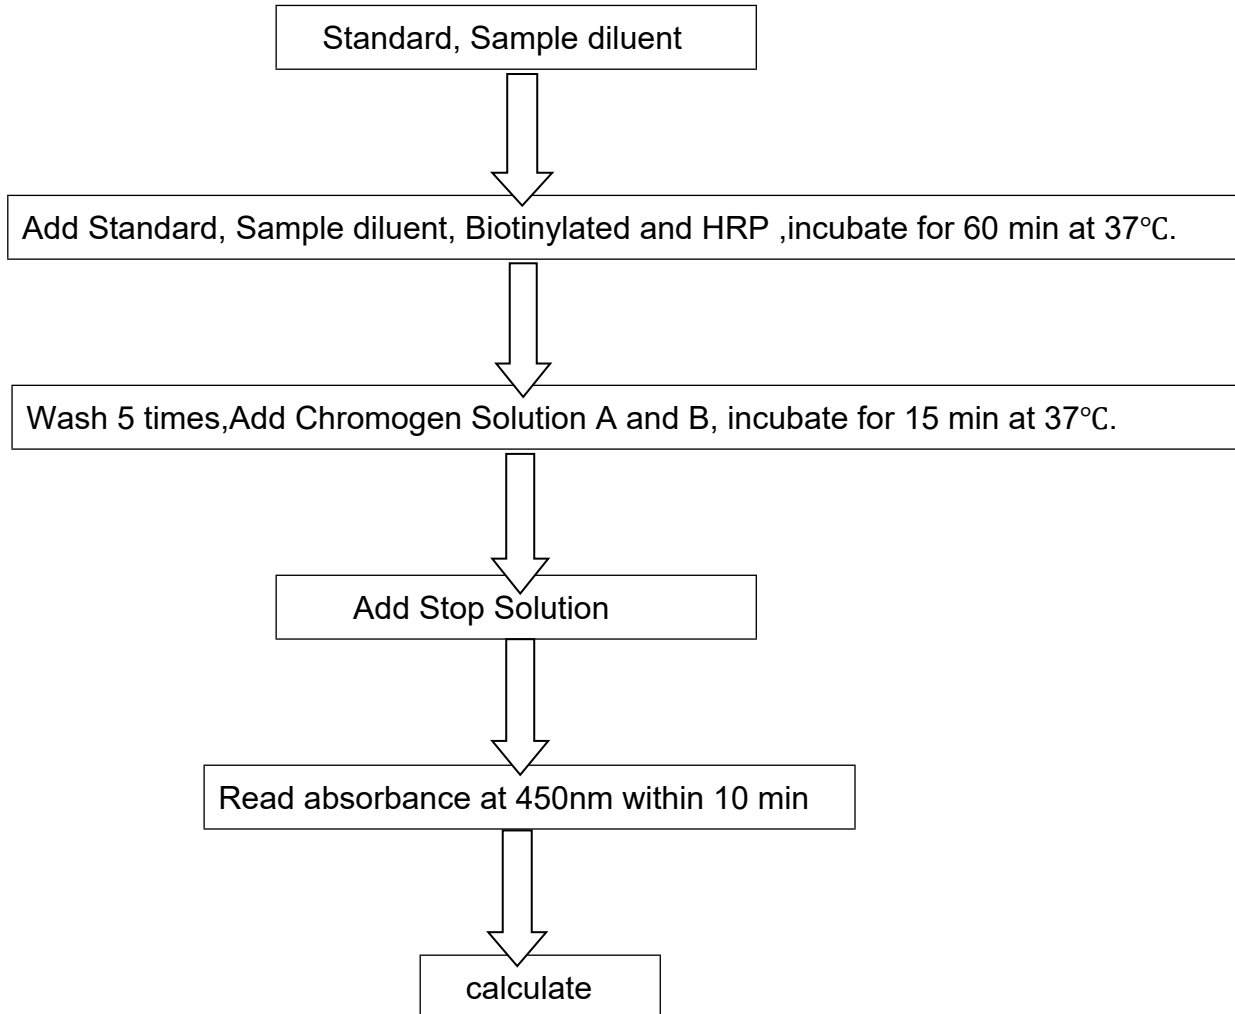 Standard, Sample diluent
Add Standard, Sample diluent, Biotinylated and HRP ,incubate for 60 min at 37℃.
Wash 5 times,Add Chromogen Solution A and B, incubate for 15 min at 37℃.
Add Stop Solution
Read absorbance at 450nm within 10 min
calculate